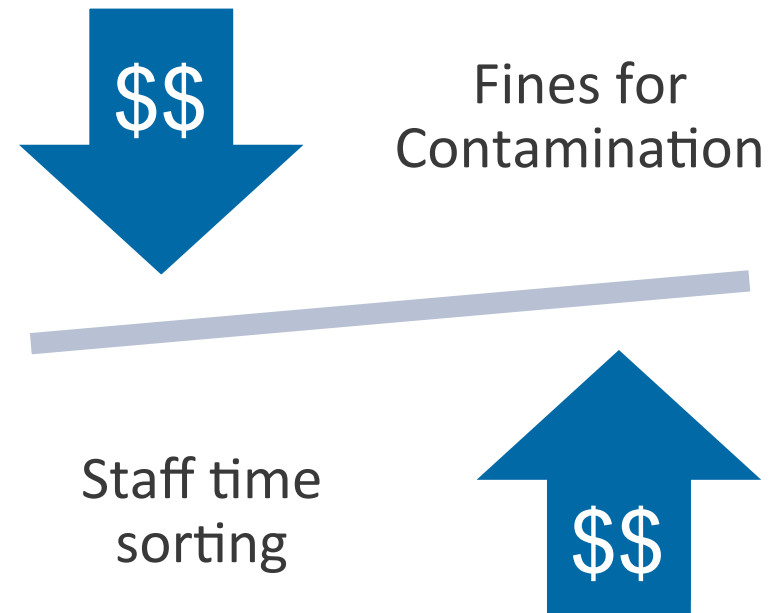 $$
Fines for
Contamination
Staff time
sorting
$$